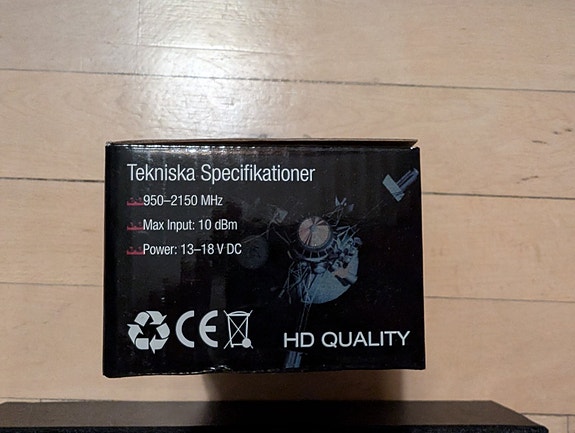 Tekniska Specifikationer
950–2150 MHz
Max Input: 10 dBm
Power: 13–18 V DC
CE
HD QUALITY